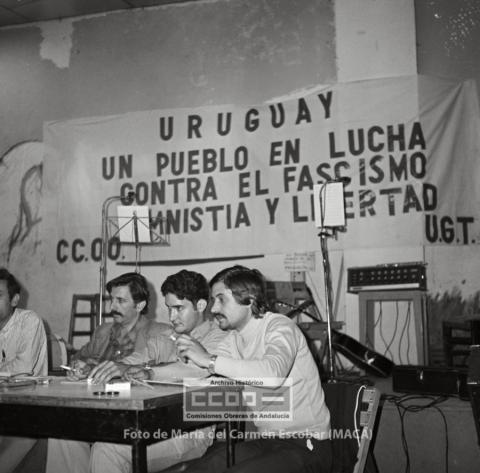 URUGUAY
UN PUEBLO EN LUCHA
CONTRA EL FASCISMO
AMNISTIA Y LIBERTAD
CC.OO. U.G.T.
Archivo Histórico
CCOO
Comisiones Obreras de Andalucía
Foto de María del Carmen Escobar (MACA)